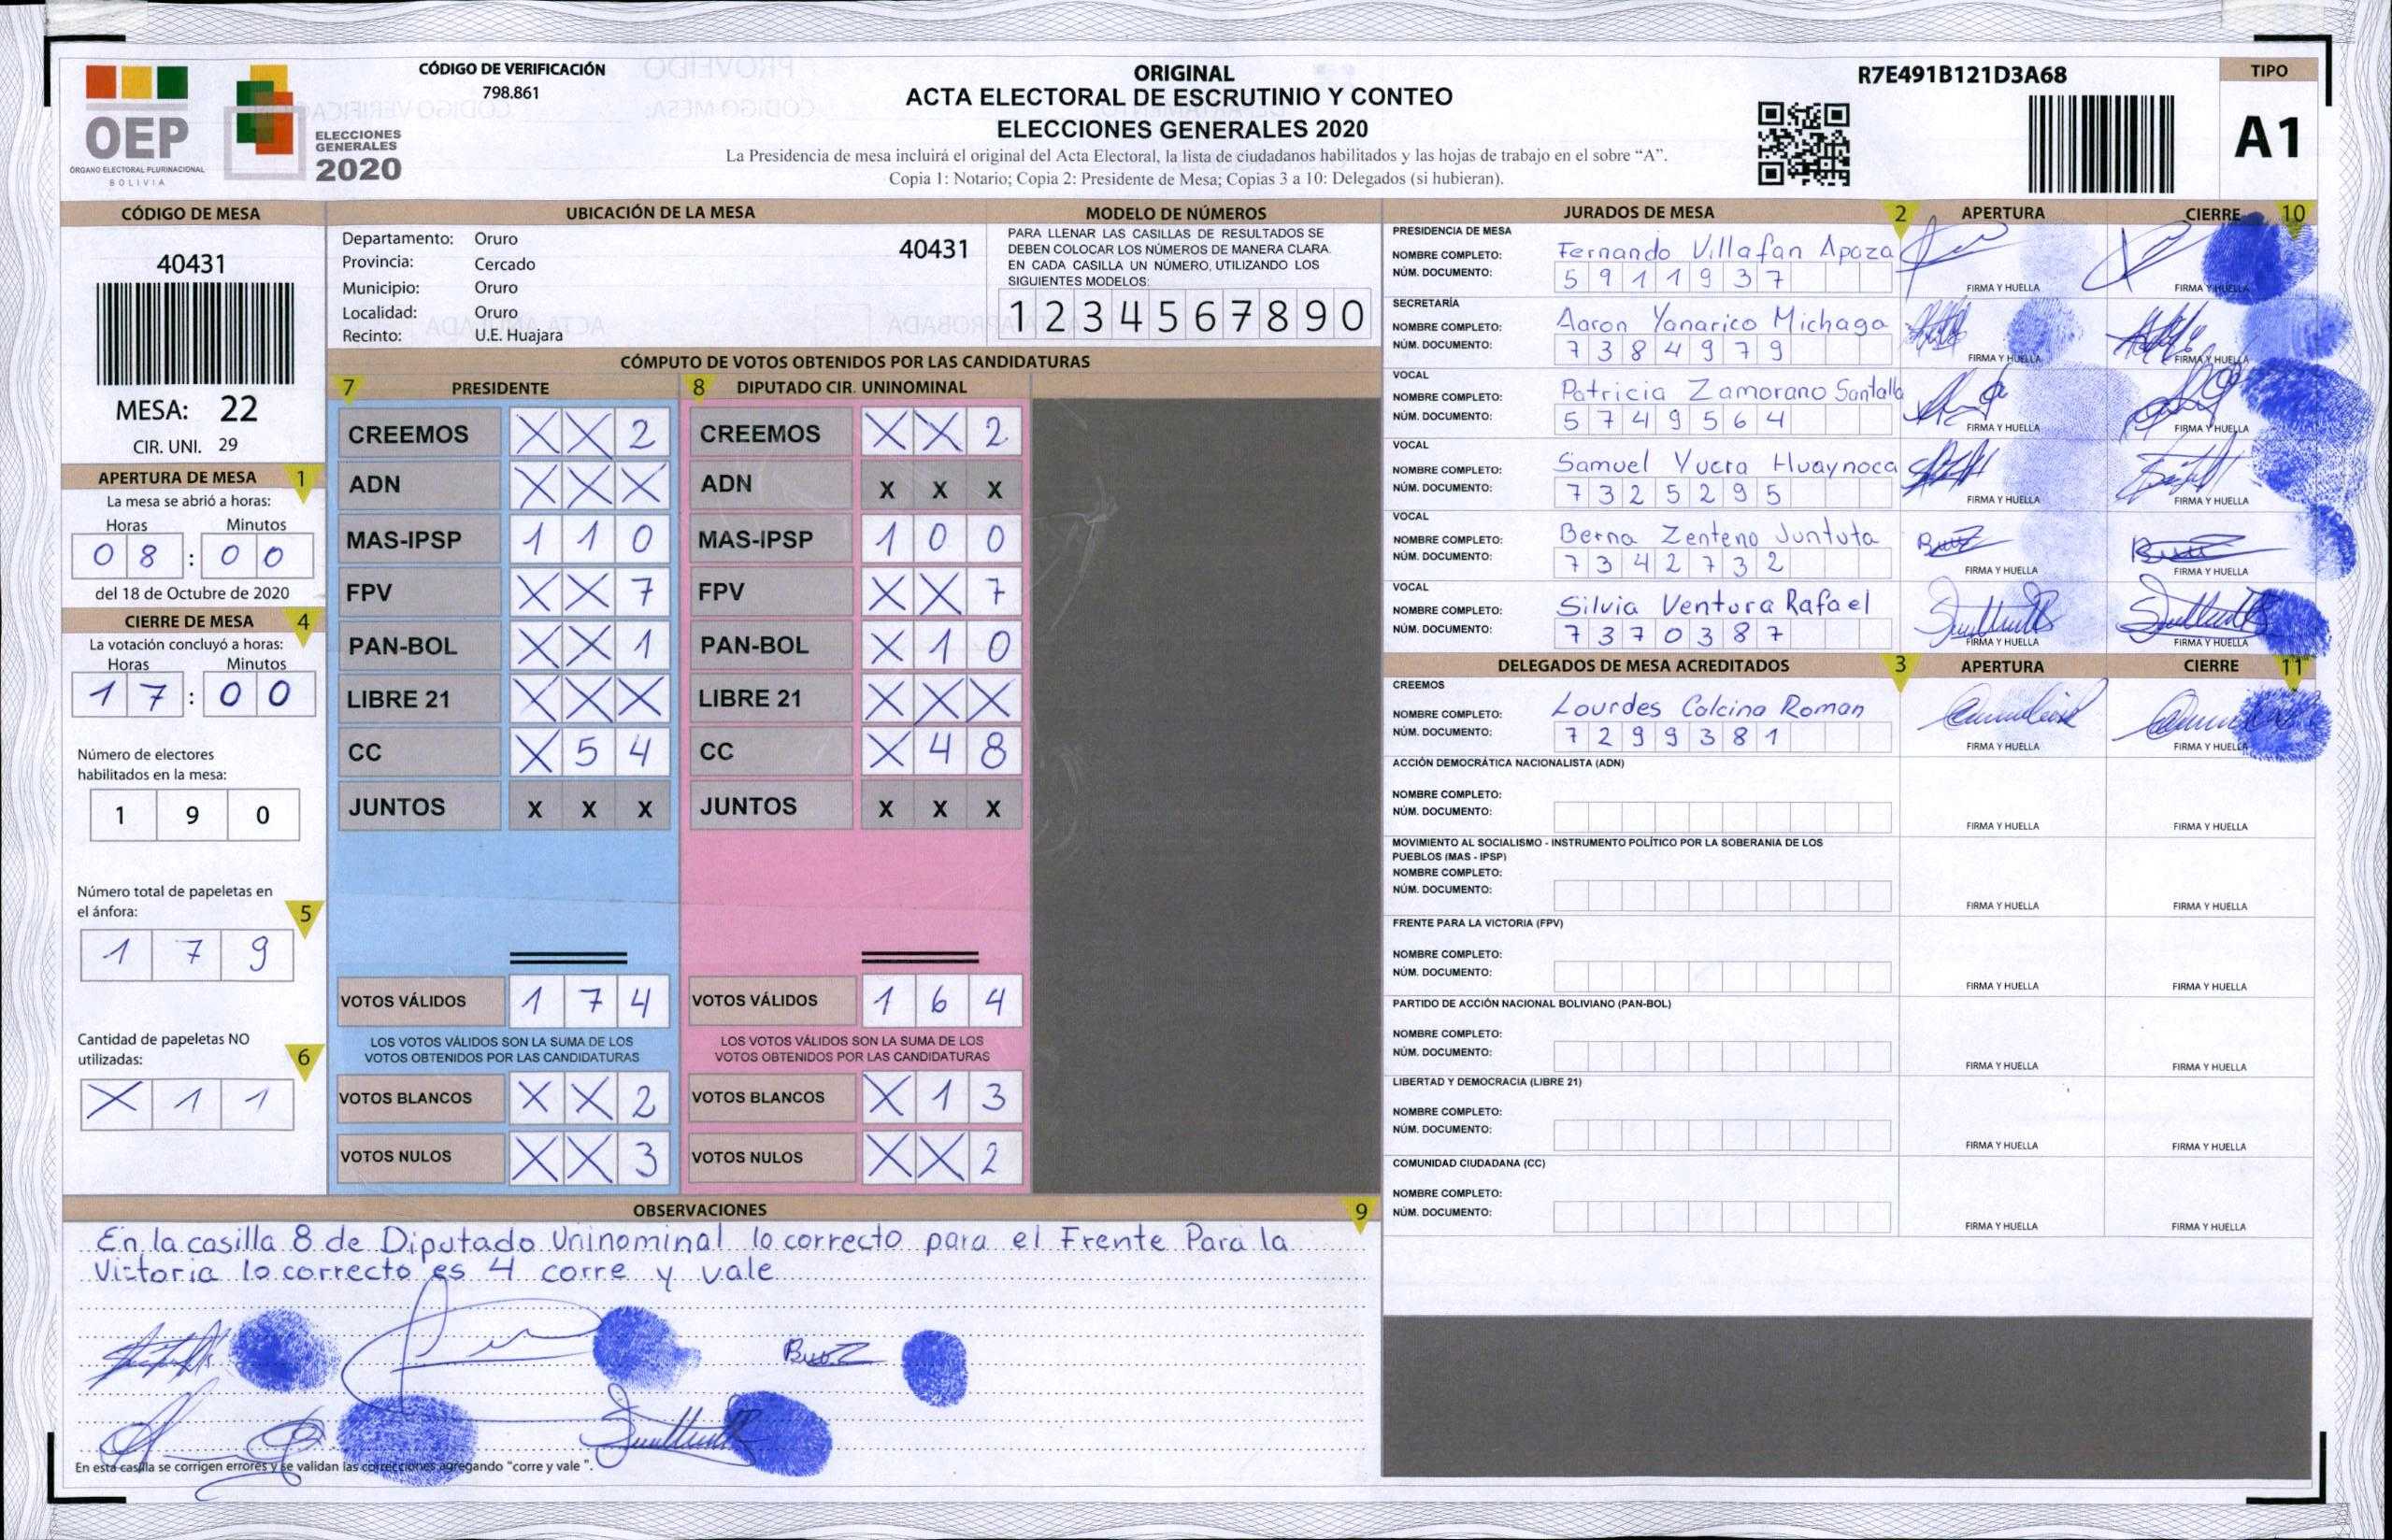 CÓDIGO DE VERIFICACIÓN
798.861
OEP
ÓRGANO ELECTORAL PLURINACIONAL
BOLIVIA
ELECCIONES
GENERALES
2020
ORIGINAL
ACTA ELECTORAL DE ESCRUTINIO Y CONTEO
ELECCIONES GENERALES 2020
La Presidencia de mesa incluirá el original del Acta Electoral, la lista de ciudadanos habilitados y las hojas de trabajo en el sobre “A”.
Copia 1: Notario; Copia 2: Presidente de Mesa; Copias 3 a 10: Delegados (si hubieran).
R7E491B121D3A68
TIPO
A1
CÓDIGO DE MESA
40431
MESA: 22
CIR. UNI. 29
APERTURA DE MESA 1
La mesa se abrió a horas:
Horas Minutos
0 8 : 0 0
del 18 de Octubre de 2020
CIERRE DE MESA 4
La votación concluyó a horas:
Horas Minutos
1 7 : 0 0
Número de electores
habilitados en la mesa:
1 9 0
Número total de papeletas en
el ánfora: 5
1 7 9
Cantidad de papeletas NO
utilizadas: 6
X 1 1
UBICACIÓN DE LA MESA
Departamento: Oruro 40431
Provincia: Cercado
Municipio: Oruro
Localidad: Oruro
Recinto: U.E. Huajara
MODELO DE NÚMEROS
PARA LLENAR LAS CASILLAS DE RESULTADOS SE
DEBEN COLOCAR LOS NÚMEROS DE MANERA CLARA.
EN CADA CASILLA UN NÚMERO, UTILIZANDO LOS
SIGUIENTES MODELOS:
1 2 3 4 5 6 7 8 9 0
CÓMPUTO DE VOTOS OBTENIDOS POR LAS CANDIDATURAS
7 PRESIDENTE
CREEMOS X X 2
ADN X X X
MAS-IPSP 1 1 0
FPV X X 7
PAN-BOL X X 1
LIBRE 21 X X X
CC X 5 4
JUNTOS X X X
VOTOS VÁLIDOS 1 7 4
LOS VOTOS VÁLIDOS SON LA SUMA DE LOS
VOTOS OBTENIDOS POR LAS CANDIDATURAS
VOTOS BLANCOS X X 2
VOTOS NULOS X X 3
8 DIPUTADO CIR. UNINOMINAL
CREEMOS X X 2
ADN X X X
MAS-IPSP 1 0 0
FPV X X 7
PAN-BOL X 1 0
LIBRE 21 X X X
CC X 4 8
JUNTOS X X X
VOTOS VÁLIDOS 1 6 4
LOS VOTOS VÁLIDOS SON LA SUMA DE LOS
VOTOS OBTENIDOS POR LAS CANDIDATURAS
VOTOS BLANCOS X 1 3
VOTOS NULOS X X 2
OBSERVACIONES 9
En la casilla 8 de Diputado Uninominal lo correcto para el Frente Para la
Victoria lo correcto es 4 corre y vale
En esta casilla se corrigen errores y se validan las correcciones agregando "corre y vale ".
JURADOS DE MESA 2 APERTURA CIERRE 10
PRESIDENCIA DE MESA
NOMBRE COMPLETO: Fernando Villafan Apaza
NÚM. DOCUMENTO: 5 9 1 1 9 3 7
FIRMA Y HUELLA FIRMA Y HUELLA
SECRETARÍA
NOMBRE COMPLETO: Aaron Yanarico Michaga
NÚM. DOCUMENTO: 7 3 8 4 9 7 9
FIRMA Y HUELLA FIRMA Y HUELLA
VOCAL
NOMBRE COMPLETO: Patricia Zamorano Santalla
NÚM. DOCUMENTO: 5 7 4 9 5 6 4
FIRMA Y HUELLA FIRMA Y HUELLA
VOCAL
NOMBRE COMPLETO: Samuel Yucra Huaynoca
NÚM. DOCUMENTO: 7 3 2 5 2 9 5
FIRMA Y HUELLA FIRMA Y HUELLA
VOCAL
NOMBRE COMPLETO: Berna Zenteno Juntuta
NÚM. DOCUMENTO: 7 3 4 2 7 3 2
FIRMA Y HUELLA FIRMA Y HUELLA
VOCAL
NOMBRE COMPLETO: Silvia Ventura Rafael
NÚM. DOCUMENTO: 7 3 7 0 3 8 7
FIRMA Y HUELLA FIRMA Y HUELLA
DELEGADOS DE MESA ACREDITADOS 3 APERTURA CIERRE 11
CREEMOS
NOMBRE COMPLETO: Lourdes Colcina Roman
NÚM. DOCUMENTO: 7 2 9 9 3 8 1
FIRMA Y HUELLA FIRMA Y HUELLA
ACCIÓN DEMOCRÁTICA NACIONALISTA (ADN)
NOMBRE COMPLETO:
NÚM. DOCUMENTO:
FIRMA Y HUELLA FIRMA Y HUELLA
MOVIMIENTO AL SOCIALISMO - INSTRUMENTO POLÍTICO POR LA SOBERANIA DE LOS
PUEBLOS (MAS - IPSP)
NOMBRE COMPLETO:
NÚM. DOCUMENTO:
FIRMA Y HUELLA FIRMA Y HUELLA
FRENTE PARA LA VICTORIA (FPV)
NOMBRE COMPLETO:
NÚM. DOCUMENTO:
FIRMA Y HUELLA FIRMA Y HUELLA
PARTIDO DE ACCIÓN NACIONAL BOLIVIANO (PAN-BOL)
NOMBRE COMPLETO:
NÚM. DOCUMENTO:
FIRMA Y HUELLA FIRMA Y HUELLA
LIBERTAD Y DEMOCRACIA (LIBRE 21)
NOMBRE COMPLETO:
NÚM. DOCUMENTO:
FIRMA Y HUELLA FIRMA Y HUELLA
COMUNIDAD CIUDADANA (CC)
NOMBRE COMPLETO:
NÚM. DOCUMENTO:
FIRMA Y HUELLA FIRMA Y HUELLA